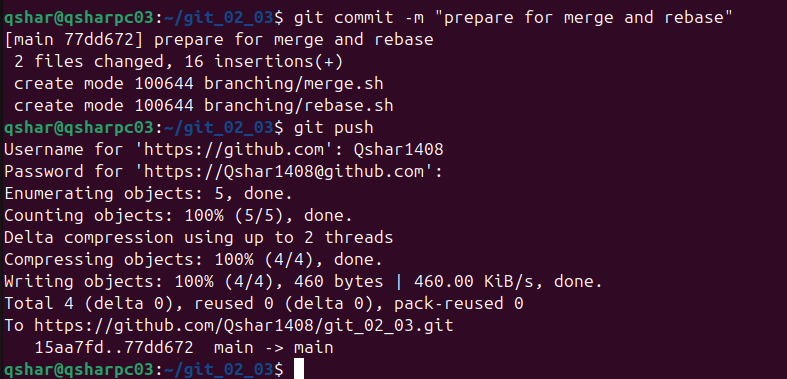 qshar@qsharpc03:~/git_02_03$ git commit -m "prepare for merge and rebase"
[main 77dd672] prepare for merge and rebase
 2 files changed, 16 insertions(+)
 create mode 100644 branching/merge.sh
 create mode 100644 branching/rebase.sh
qshar@qsharpc03:~/git_02_03$ git push
Username for 'https://github.com': Qshar1408
Password for 'https://Qshar1408@github.com':
Enumerating objects: 5, done.
Counting objects: 100% (5/5), done.
Delta compression using up to 2 threads
Compressing objects: 100% (4/4), done.
Writing objects: 100% (4/4), 460 bytes | 460.00 KiB/s, done.
Total 4 (delta 0), reused 0 (delta 0), pack-reused 0
To https://github.com/Qshar1408/git_02_03.git
   15aa7fd..77dd672  main -> main
qshar@qsharpc03:~/git_02_03$